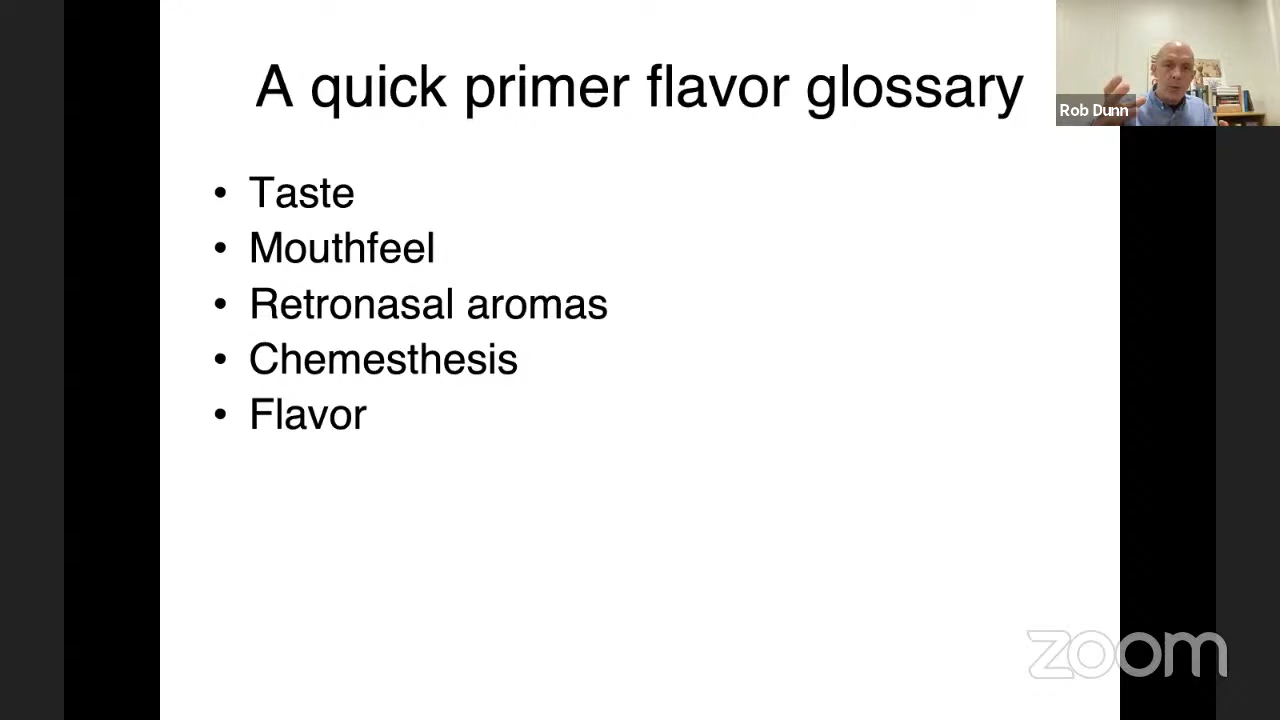 A quick primer flavor glossary
Rob Dunn
• Taste
• Mouthfeel
• Retronasal aromas
• Chemesthesis
• Flavor
zoom